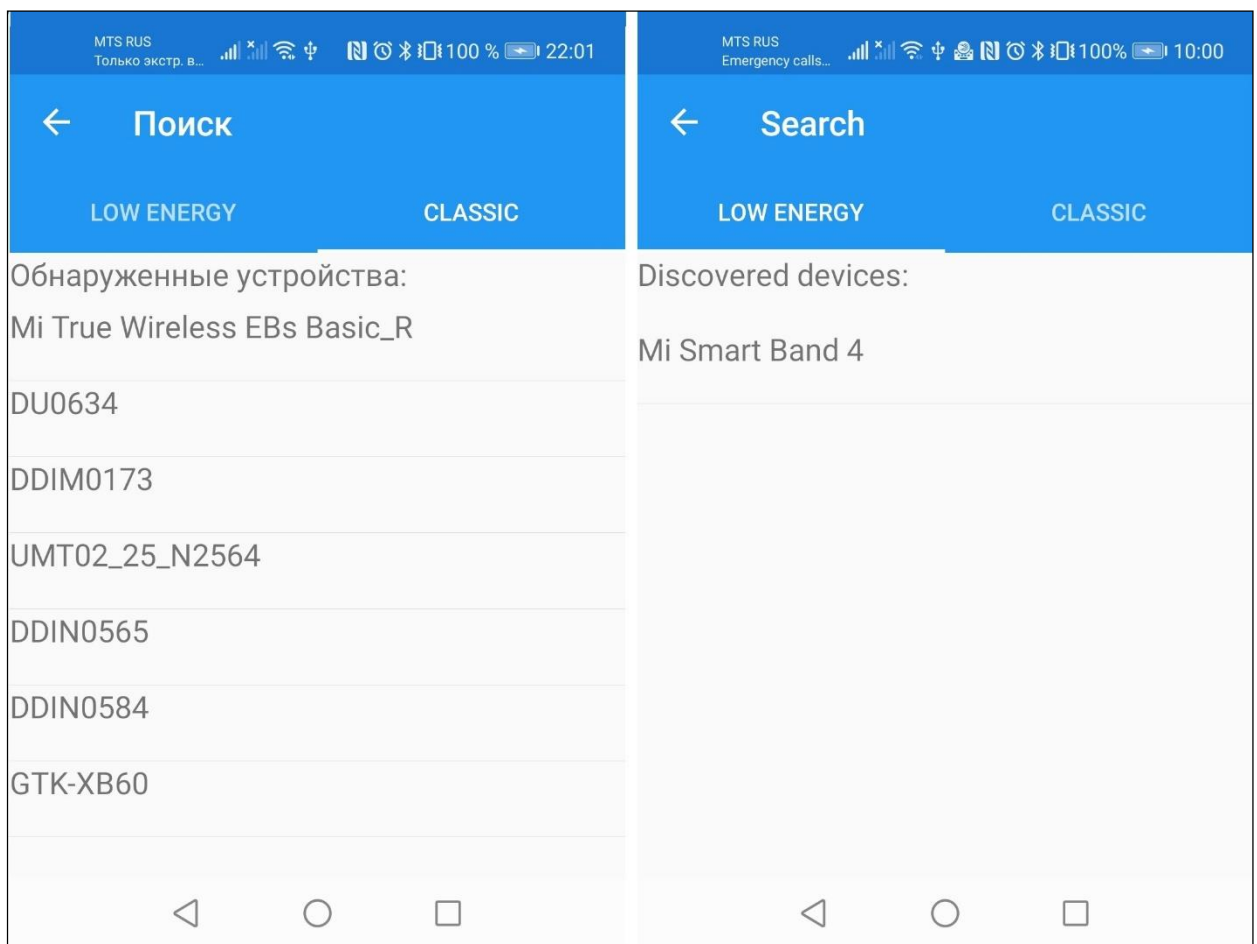 MTS RUS
Только экстр. в... 100 % 22:01
Поиск
LOW ENERGY CLASSIC
Обнаруженные устройства:
Mi True Wireless EBs Basic_R
DU0634
DDIM0173
UMT02_25_N2564
DDIN0565
DDIN0584
GTK-XB60
MTS RUS
Emergency calls... 100% 10:00
Search
LOW ENERGY CLASSIC
Discovered devices:
Mi Smart Band 4